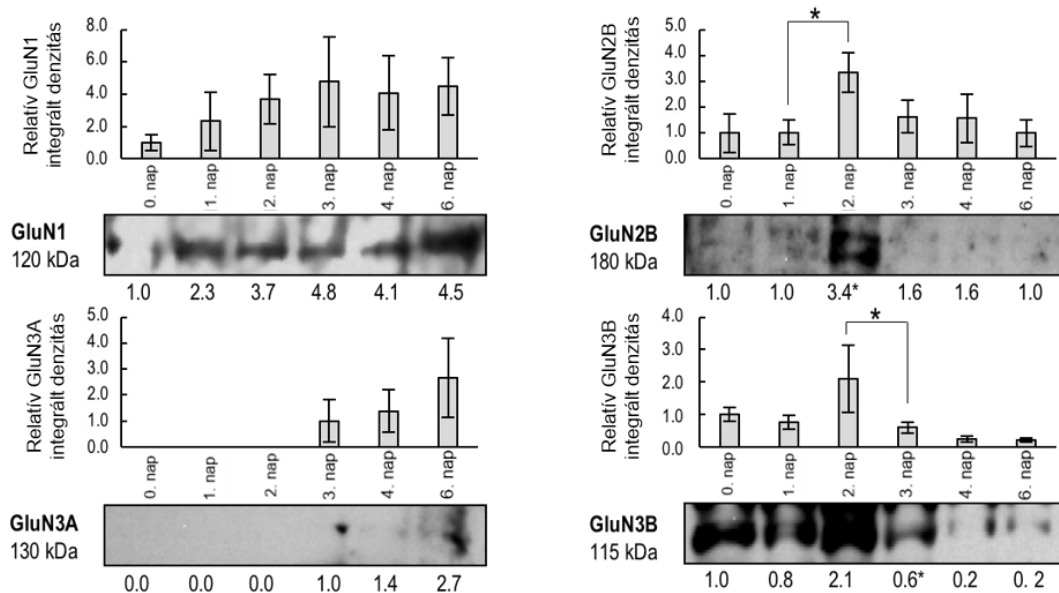 Relatív GluN1
integrált denzitás
8.0
6.0
4.0
2.0
0.0
0. nap
1. nap
2. nap
3. nap
4. nap
6. nap
GluN1
120 kDa
1.0 2.3 3.7 4.8 4.1 4.5
Relatív GluN2B
integrált denzitás
5.0
4.0
3.0
2.0
1.0
0.0
*
0. nap
1. nap
2. nap
3. nap
4. nap
6. nap
GluN2B
180 kDa
1.0 1.0 3.4* 1.6 1.6 1.0
Relatív GluN3A
integrált denzitás
5.0
4.0
3.0
2.0
1.0
0.0
0. nap
1. nap
2. nap
3. nap
4. nap
6. nap
GluN3A
130 kDa
0.0 0.0 0.0 1.0 1.4 2.7
Relatív GluN3B
integrált denzitás
4.0
3.0
2.0
1.0
0.0
*
0. nap
1. nap
2. nap
3. nap
4. nap
6. nap
GluN3B
115 kDa
1.0 0.8 2.1 0.6* 0.2 0. 2